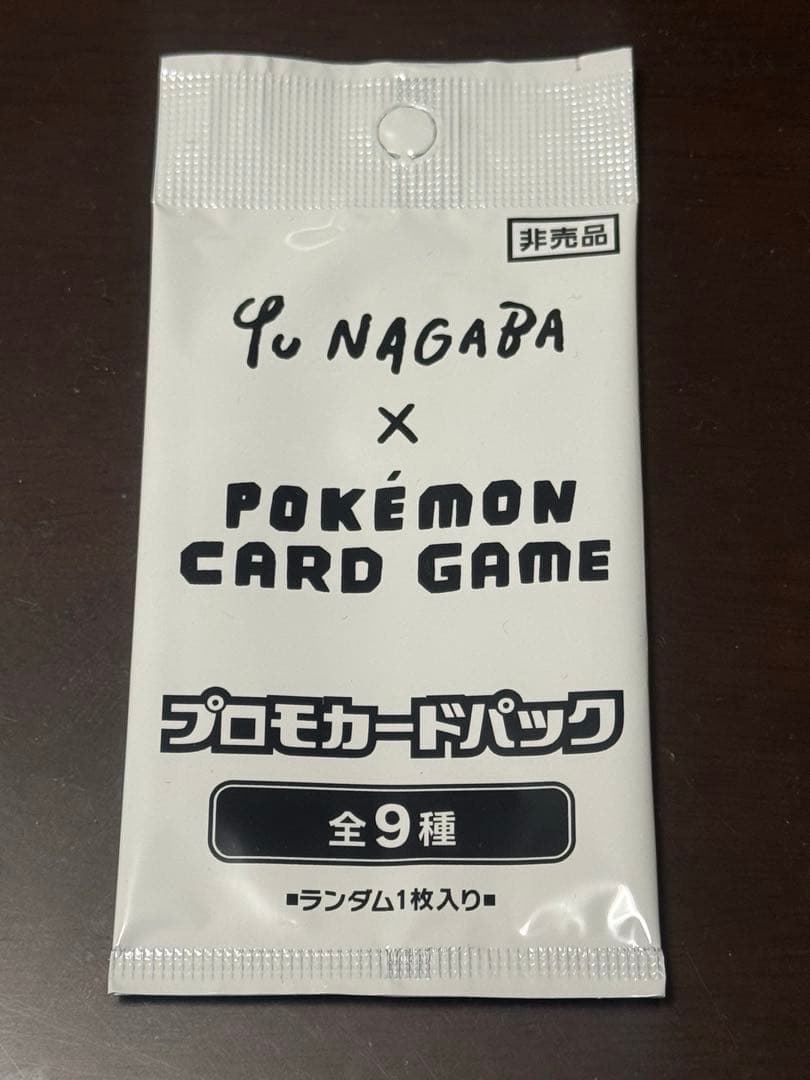 非売品
Yu NAGABA
×
POKÉMON
CARD GAME
プロモカードパック
全9種
▪ランダム1枚入り▪